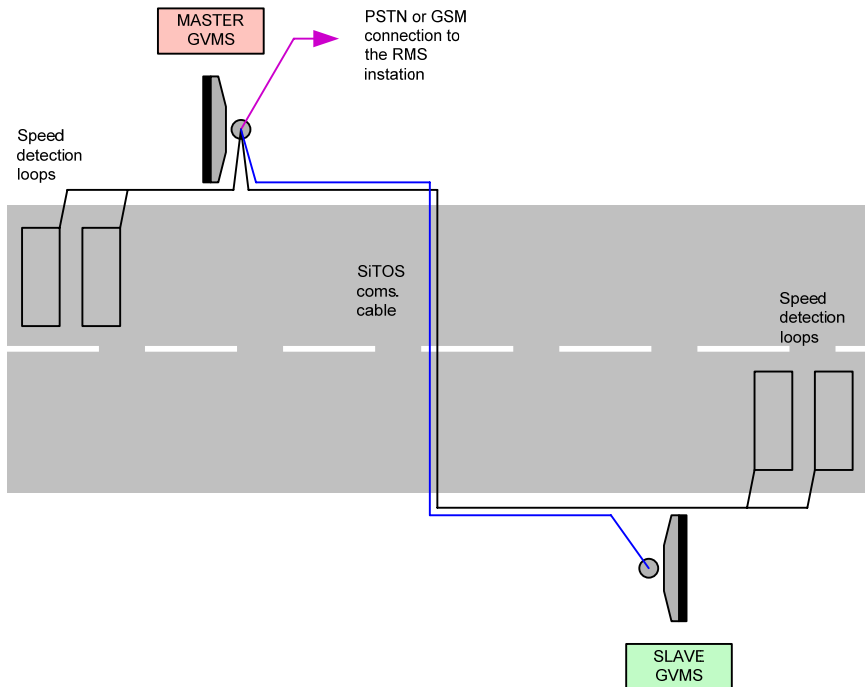 MASTER
GVMS
PSTN or GSM
connection to
the RMS
instation
Speed
detection
loops
SiTOS
coms.
cable
Speed
detection
loops
SLAVE
GVMS